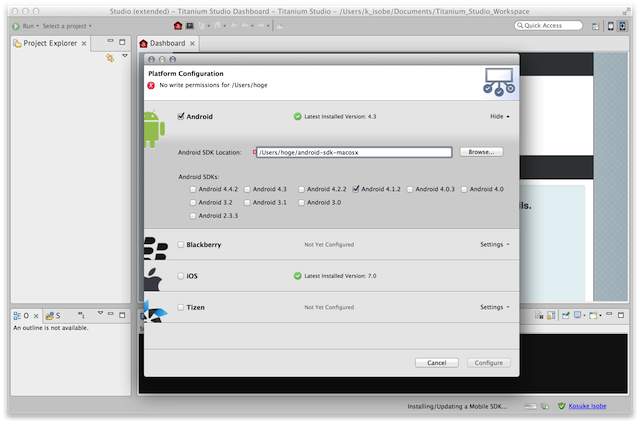 Studio (extended) – Titanium Studio Dashboard – Titanium Studio – /Users/k_isobe/Documents/Titanium_Studio_Workspace
Run Select a project
Quick Access
Project Explorer
Dashboard
Platform Configuration
No write permissions for /Users/hoge
Android
Latest Installed Version: 4.3
Hide
Android SDK Location:
/Users/hoge/android-sdk-macosx
Browse...
Android SDKs:
Android 4.4.2 Android 4.3 Android 4.2.2 Android 4.1.2 Android 4.0.3 Android 4.0
Android 3.2 Android 3.1 Android 3.0
Android 2.3.3
ls.
Blackberry
Not Yet Configured
Settings
iOS
Latest Installed Version: 7.0
Tizen
Not Yet Configured
Settings
O
S
An outline is not available.
Cancel
Configure
Installing/Updating a Mobile SDK...
Kosuke Isobe